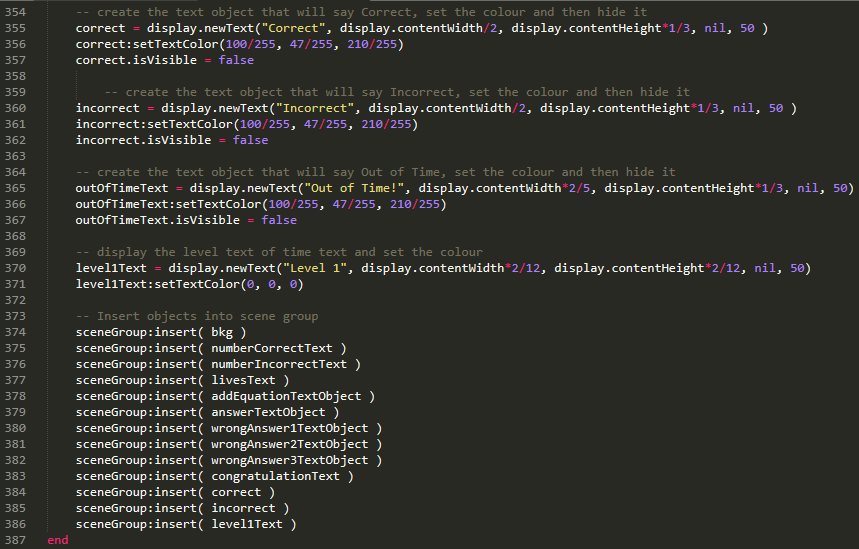 354 -- create the text object that will say Correct, set the colour and then hide it
355 correct = display.newText("Correct", display.contentWidth/2, display.contentHeight*1/3, nil, 50 )
356 correct:setTextColor(100/255, 47/255, 210/255)
357 correct.isVisible = false
358
359 -- create the text object that will say Incorrect, set the colour and then hide it
360 incorrect = display.newText("Incorrect", display.contentWidth/2, display.contentHeight*1/3, nil, 50 )
361 incorrect:setTextColor(100/255, 47/255, 210/255)
362 incorrect.isVisible = false
363
364 -- create the text object that will say Out of Time, set the colour and then hide it
365 outOfTimeText = display.newText("Out of Time!", display.contentWidth*2/5, display.contentHeight*1/3, nil, 50)
366 outOfTimeText:setTextColor(100/255, 47/255, 210/255)
367 outOfTimeText.isVisible = false
368
369 -- display the level text of time text and set the colour
370 level1Text = display.newText("Level 1", display.contentWidth*2/12, display.contentHeight*2/12, nil, 50)
371 level1Text:setTextColor(0, 0, 0)
372
373 -- Insert objects into scene group
374 sceneGroup:insert( bkg )
375 sceneGroup:insert( numberCorrectText )
376 sceneGroup:insert( numberIncorrectText )
377 sceneGroup:insert( livesText )
378 sceneGroup:insert( addEquationTextObject )
379 sceneGroup:insert( answerTextObject )
380 sceneGroup:insert( wrongAnswer1TextObject )
381 sceneGroup:insert( wrongAnswer2TextObject )
382 sceneGroup:insert( wrongAnswer3TextObject )
383 sceneGroup:insert( congratulationText )
384 sceneGroup:insert( correct )
385 sceneGroup:insert( incorrect )
386 sceneGroup:insert( level1Text )
387 end